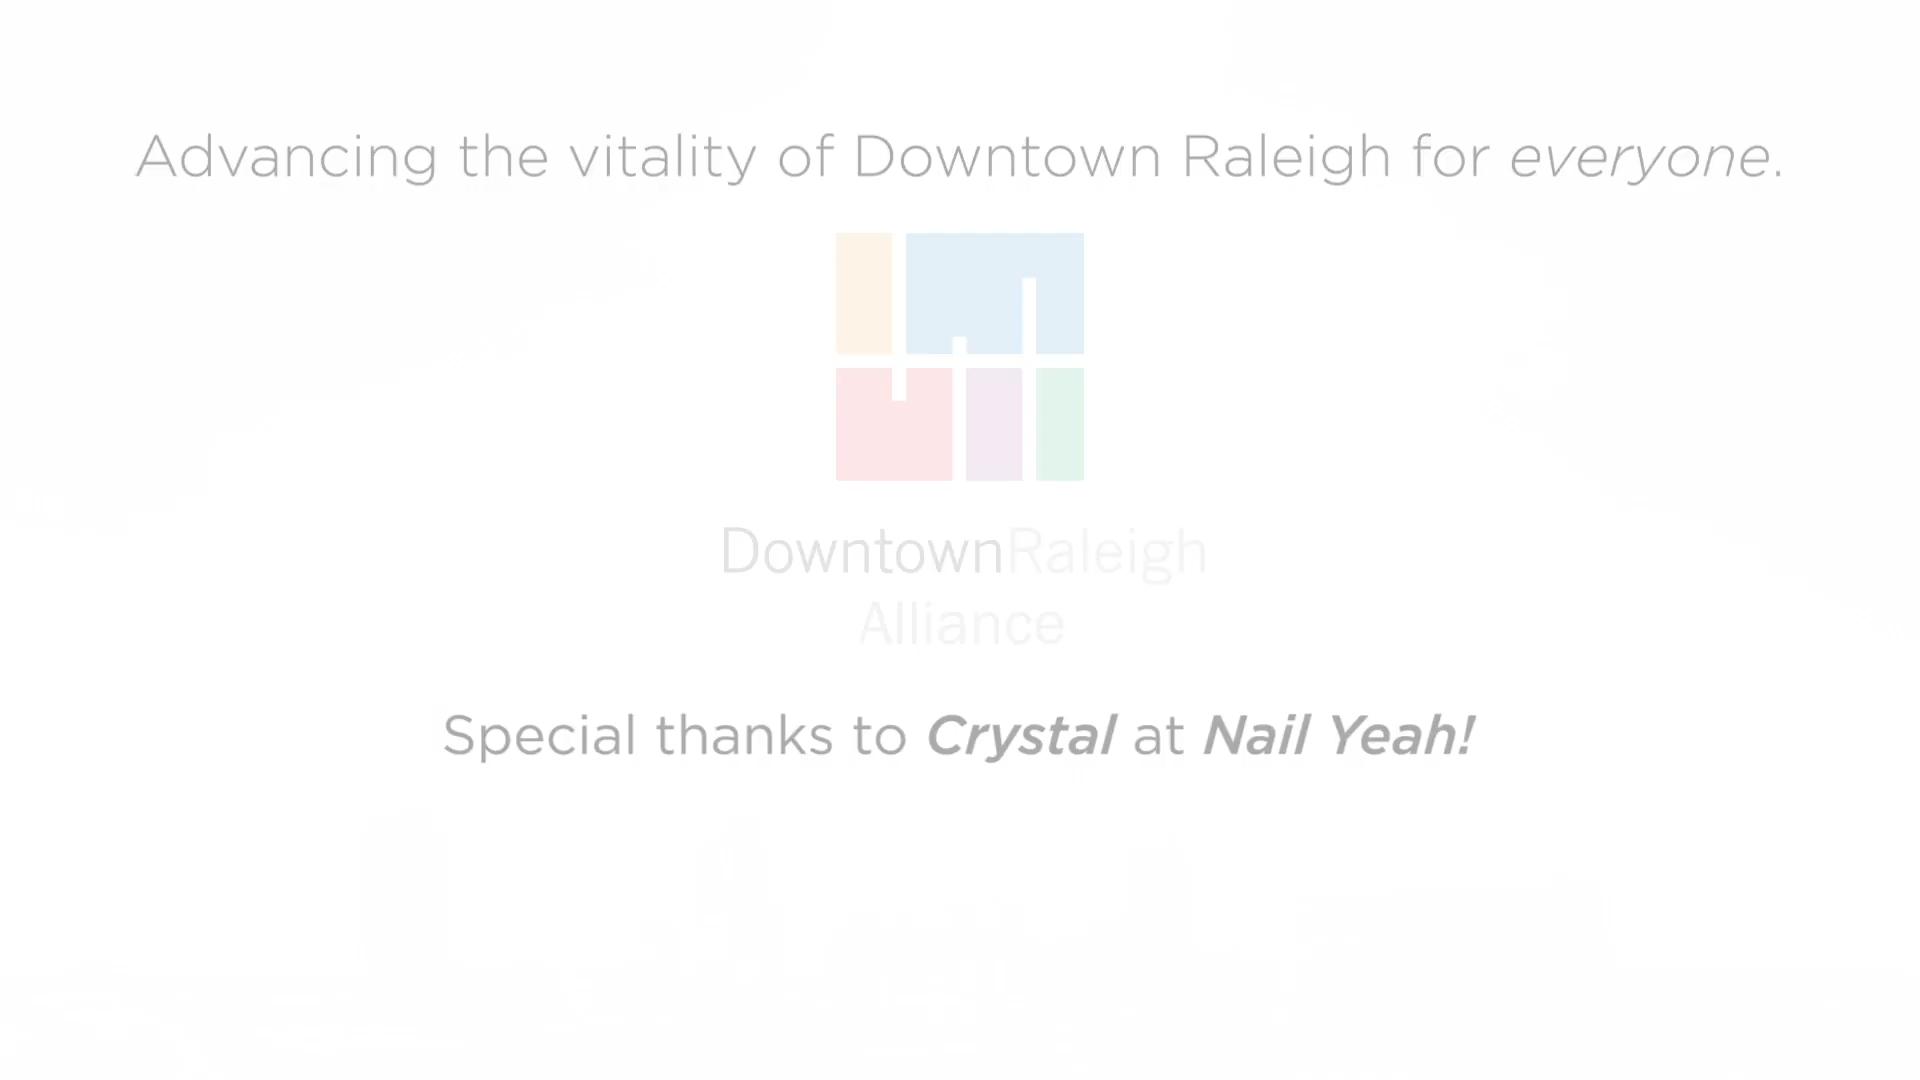 Advancing the vitality of Downtown Raleigh for everyone.
DowntownRaleigh
Alliance
Special thanks to Crystal at Nail Yeah!